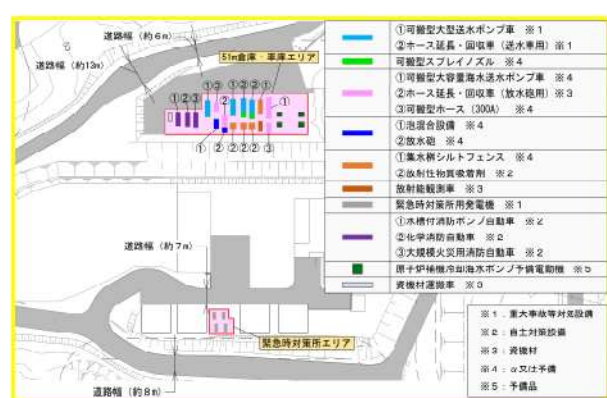 道路幅（約６ｍ）
道路幅（約13ｍ）
51m倉庫・車庫エリア
①②③
①②③
①②②②①
①
①
②
②②②
③
道路幅（約７ｍ）
緊急時対策所エリア
道路幅（約８ｍ）
①可搬型大型送水ポンプ車　※１
②ホース延長・回収車（送水車用）※１
可搬型スプレイノズル　※４
①可搬型大容量海水送水ポンプ車　※４
②ホース延長・回収車（放水砲用）※４
③可搬型ホース（300A）※４
①泡混合設備　※４
②放水砲　※４
①集水桝シルトフェンス　※４
②放射性物質吸着剤　※２
放射能観測車　※３
緊急時対策所用発電機　※１
①水槽付消防ポンプ自動車　※２
②化学消防自動車　※２
③大規模火災用消防自動車　※２
原子炉補機冷却海水ポンプ予備電動機　※５
資機材運搬車　※３
※１：重大事故等対処設備
※２：自主対策設備
※３：資機材
※４：α又は予備
※５：予備品